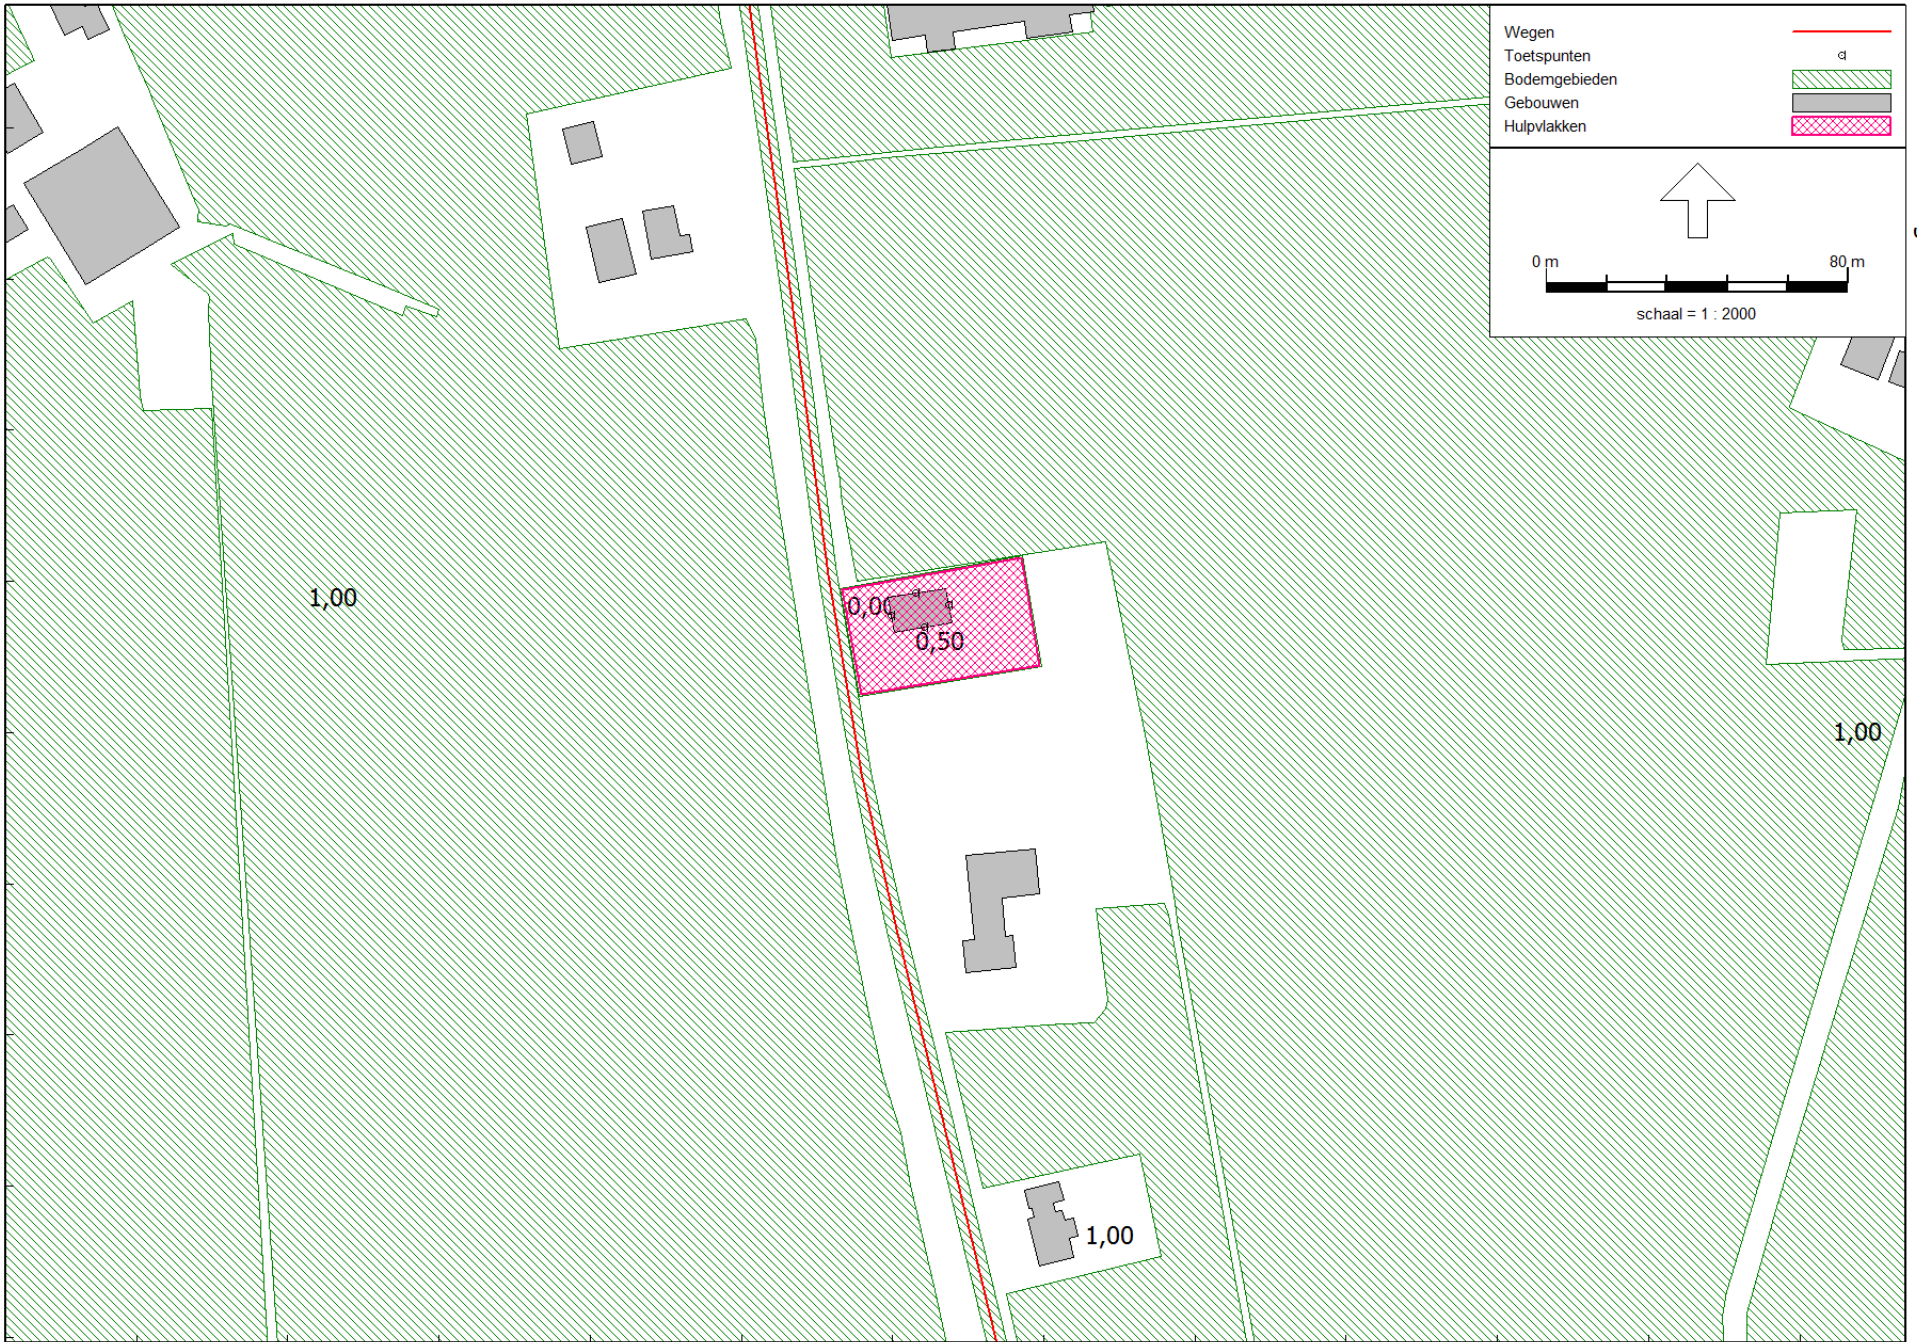 Wegen
Toetspunten
Bodemgebieden
Gebouwen
Hulpvlakken
0 m 80 m
schaal = 1 : 2000
1,00
0,00
0,50
1,00
1,00